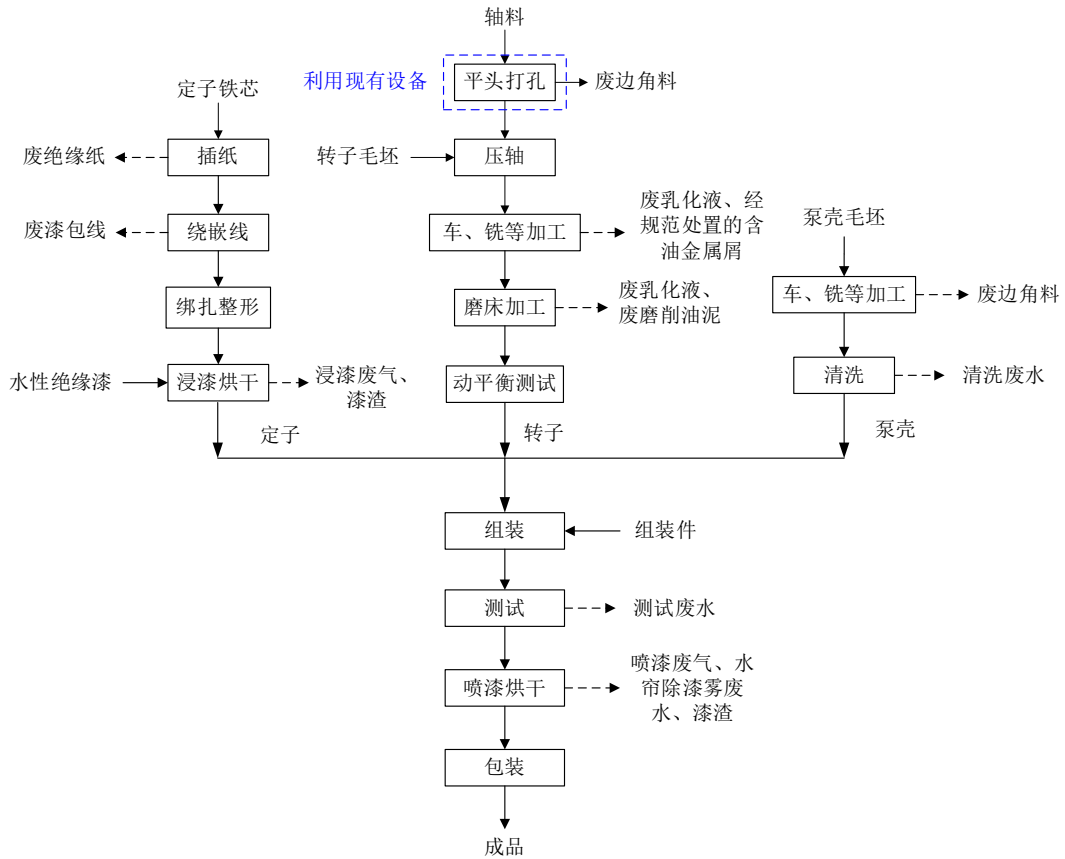 轴料
利用现有设备
平头打孔
废边角料
定子铁芯
废绝缘纸
插纸
转子毛坯
压轴
废漆包线
绕嵌线
车、铣等加工
废乳化液、经
规范处置的含
油金属屑
泵壳毛坯
绑扎整形
磨床加工
废乳化液、
废磨削油泥
车、铣等加工
废边角料
水性绝缘漆
浸漆烘干
浸漆废气、
漆渣
动平衡测试
清洗
清洗废水
定子
转子
泵壳
组装
组装件
测试
测试废水
喷漆烘干
喷漆废气、水
帘除漆雾废
水、漆渣
包装
成品